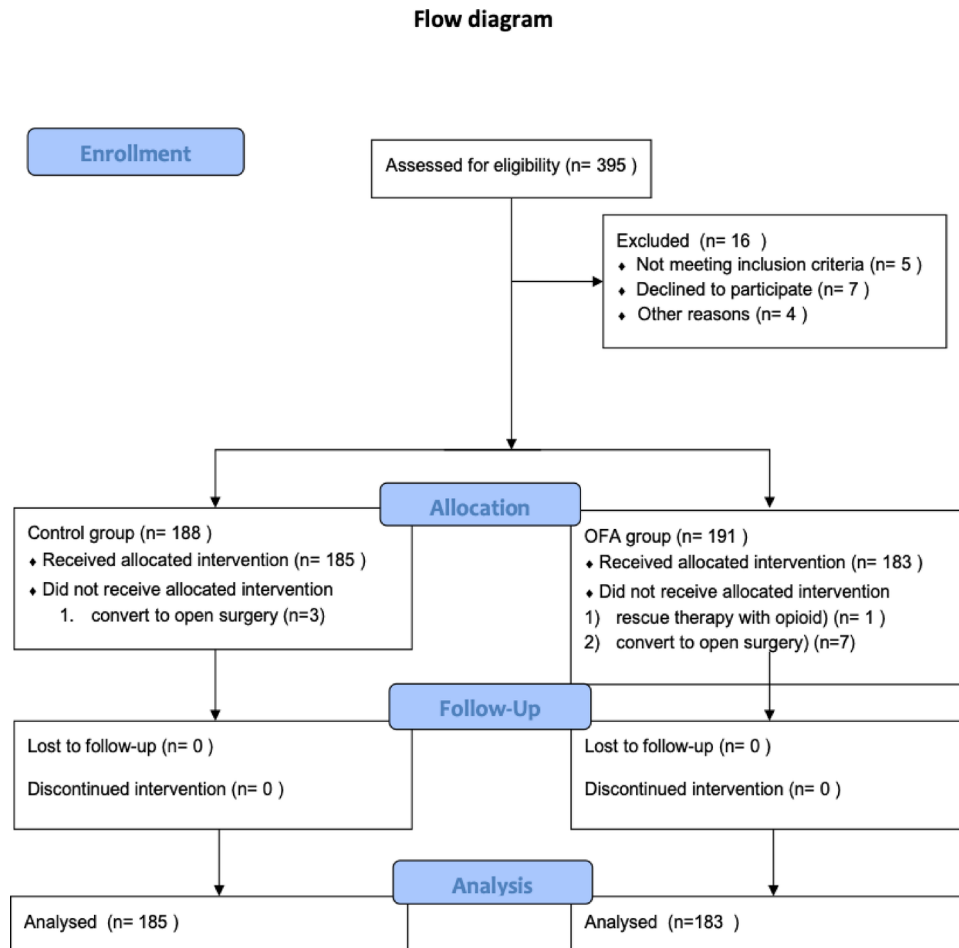 Flow diagram
Enrollment
Assessed for eligibility (n= 395 )
Excluded (n= 16 )
♦ Not meeting inclusion criteria (n= 5 )
♦ Declined to participate (n= 7 )
♦ Other reasons (n= 4 )
Allocation
Control group (n= 188 )
♦ Received allocated intervention (n= 185 )
♦ Did not receive allocated intervention
1. convert to open surgery (n=3)
OFA group (n= 191 )
♦ Received allocated intervention (n= 183 )
♦ Did not receive allocated intervention
1) rescue therapy with opioid) (n= 1 )
2) convert to open surgery) (n=7)
Follow-Up
Lost to follow-up (n= 0 )
Discontinued intervention (n= 0 )
Lost to follow-up (n= 0 )
Discontinued intervention (n= 0 )
Analysis
Analysed (n= 185 )
Analysed (n=183 )